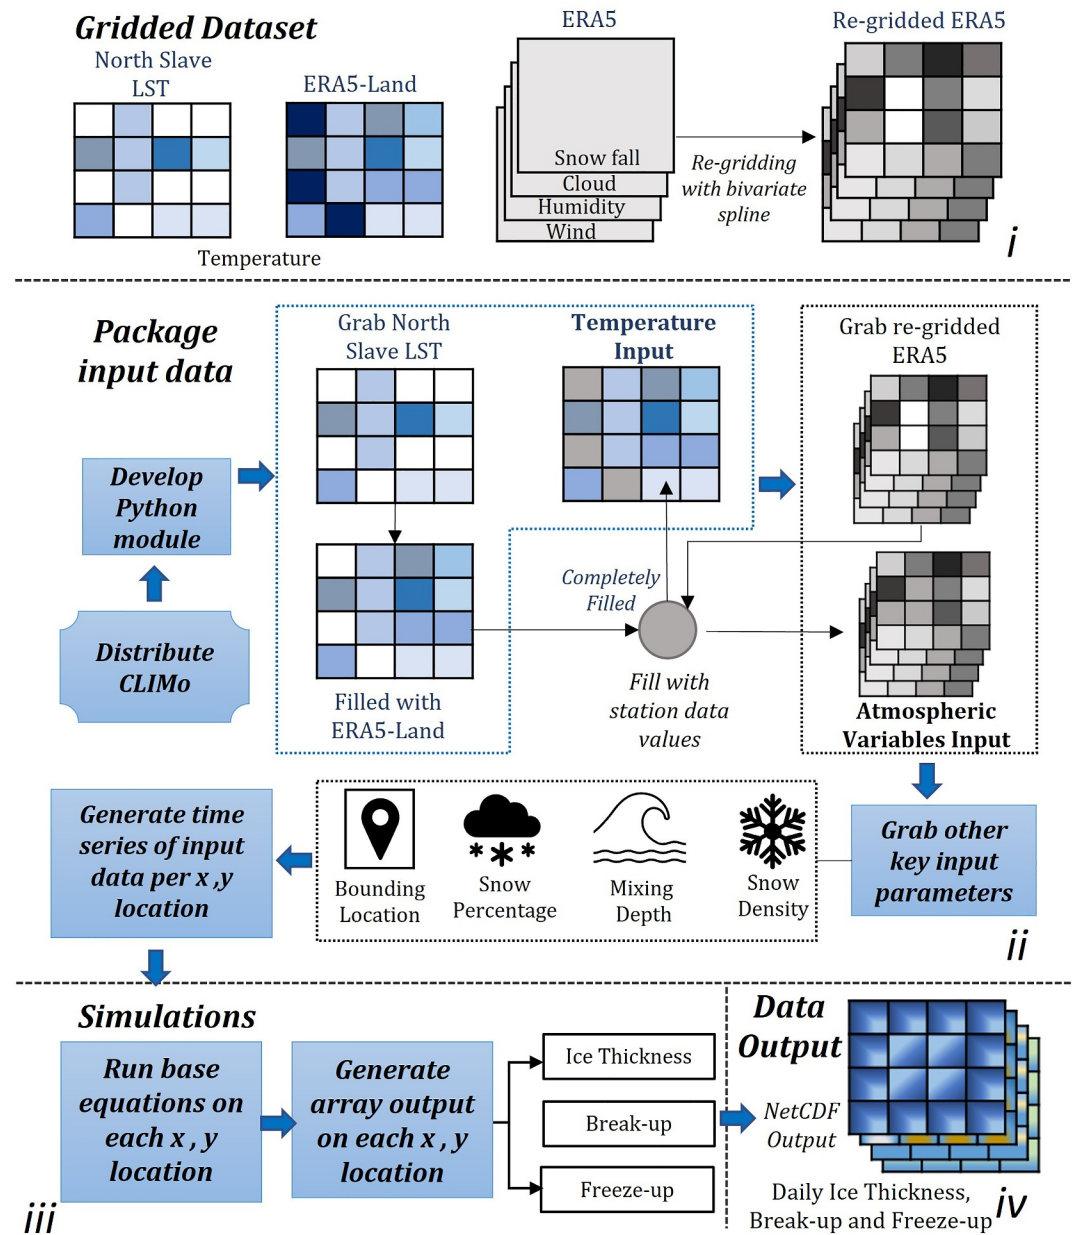 Gridded Dataset
North Slave
LST
ERA5-Land
Temperature
ERA5
Snow fall
Cloud
Humidity
Wind
Re-gridding
with bivariate
spline
Re-gridded ERA5
i
Package
input data
Develop
Python
module
Distribute
CLIMo
Grab North
Slave LST
Filled with
ERA5-Land
Temperature
Input
Completely
Filled
Fill with
station data
values
Grab re-gridded
ERA5
Atmospheric
Variables Input
Grab other
key input
parameters
Bounding
Location
Snow
Percentage
Mixing
Depth
Snow
Density
Generate time
series of input
data per x ,y
location
ii
Simulations
Run base
equations on
each x , y
location
Generate
array output
on each x , y
location
Ice Thickness
Break-up
Freeze-up
iii
Data
Output
NetCDF
Output
Daily Ice Thickness,
Break-up and Freeze-up
iv